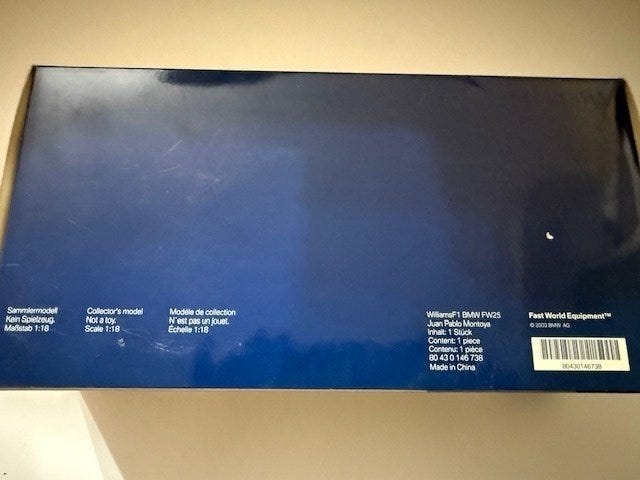 Sammlermodell
Kein Spielzeug.
Maßstab 1:18
Collector's model
Not a toy.
Scale 1:18
Modèle de collection
N'est pas un jouet.
Échelle 1:18
WilliamsF1 BMW FW25
Juan Pablo Montoya
Inhalt: 1 Stück
Content: 1 piece
Contenu: 1 pièce
80 43 0 146 738
Made in China
Fast World Equipment™
© 2003 BMW AG
80430146738